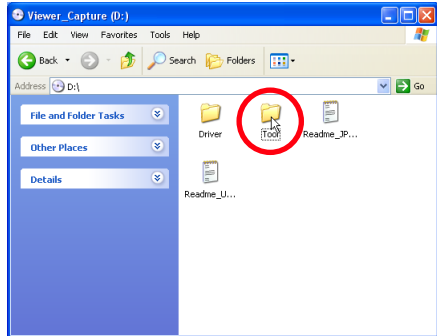 Viewer_Capture (D:)
File Edit View Favorites Tools Help
Back Search Folders
Address D:\ Go
File and Folder Tasks
Other Places
Details
Driver Tool Readme_JP...
Readme_U...